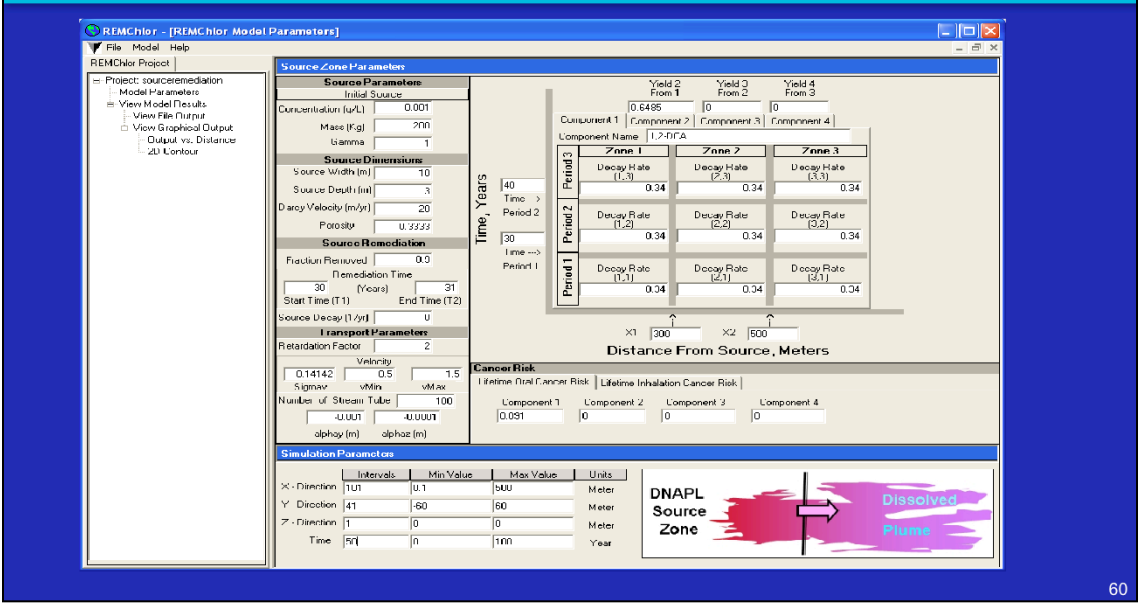 REMChlor - [REMChlor Model Parameters]
File Model Help
REMChlor Project
Project: sourceremediation
Model Parameters
View Model Results
View File Output
View Graphical Output
Output vs. Distance
2D Contour
Source Zone Parameters
Source Parameters
Initial Source
Concentration (g/L) 0.001
Mass (Kg) 200
Gamma 1
Source Dimensions
Source Width (m) 10
Source Depth (m) 3
Darcy Velocity (m/yr) 20
Porosity 0.3333
Source Remediation
Fraction Removed 0.9
Remediation Time
30 (Years) 31
Start Time (T1) End Time (T2)
Source Decay (1/yr) 0
Transport Parameters
Retardation Factor 2
Velocity
0.14142 0.5 1.5
Sigmav vMin vMax
Number of Stream Tube 100
-0.001 -0.0001
alphay (m) alphaz (m)
Yield 2 From 1 Yield 3 From 2 Yield 4 From 3
0.6485 0 0
Component 1 Component 2 Component 3 Component 4
Component Name 1,2-DCA
Zone 1 Zone 2 Zone 3
Time, Years
Period 3
Decay Rate (1,3) Decay Rate (2,3) Decay Rate (3,3)
0.34 0.34 0.34
40
Time -->
Period 2
Period 2
Decay Rate (1,2) Decay Rate (2,2) Decay Rate (3,2)
0.34 0.34 0.34
30
Time --->
Period 1
Period 1
Decay Rate (1,1) Decay Rate (2,1) Decay Rate (3,1)
0.34 0.34 0.34
X1 300 X2 500
Distance From Source, Meters
Cancer Risk
Lifetime Oral Cancer Risk Lifetime Inhalation Cancer Risk
Component 1 Component 2 Component 3 Component 4
0.091 0 0 0
Simulation Parameters
Intervals Min Value Max Value Units
X - Direction 101 0.1 500 Meter
Y - Direction 41 -60 60 Meter
Z - Direction 1 0 0 Meter
Time 50 0 100 Year
DNAPL Source Zone
Dissolved Plume
60